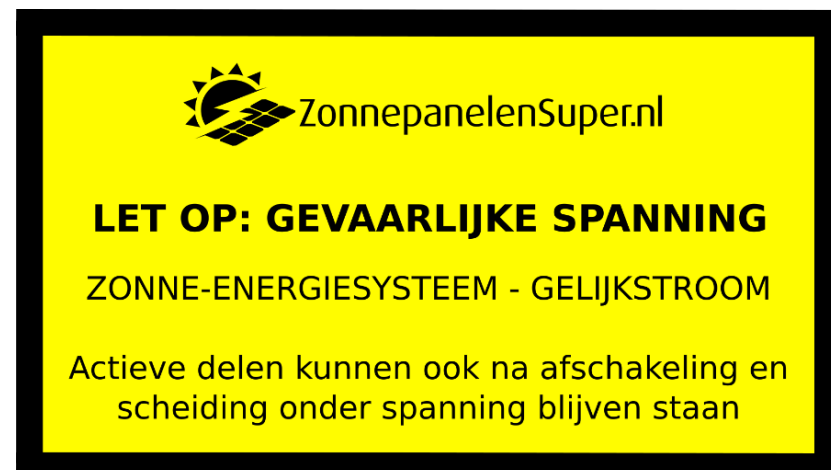 ZonnepanelenSuper.nl
LET OP: GEVAARLIJKE SPANNING
ZONNE-ENERGIESYSTEEM - GELIJKSTROOM
Actieve delen kunnen ook na afschakeling en
scheiding onder spanning blijven staan